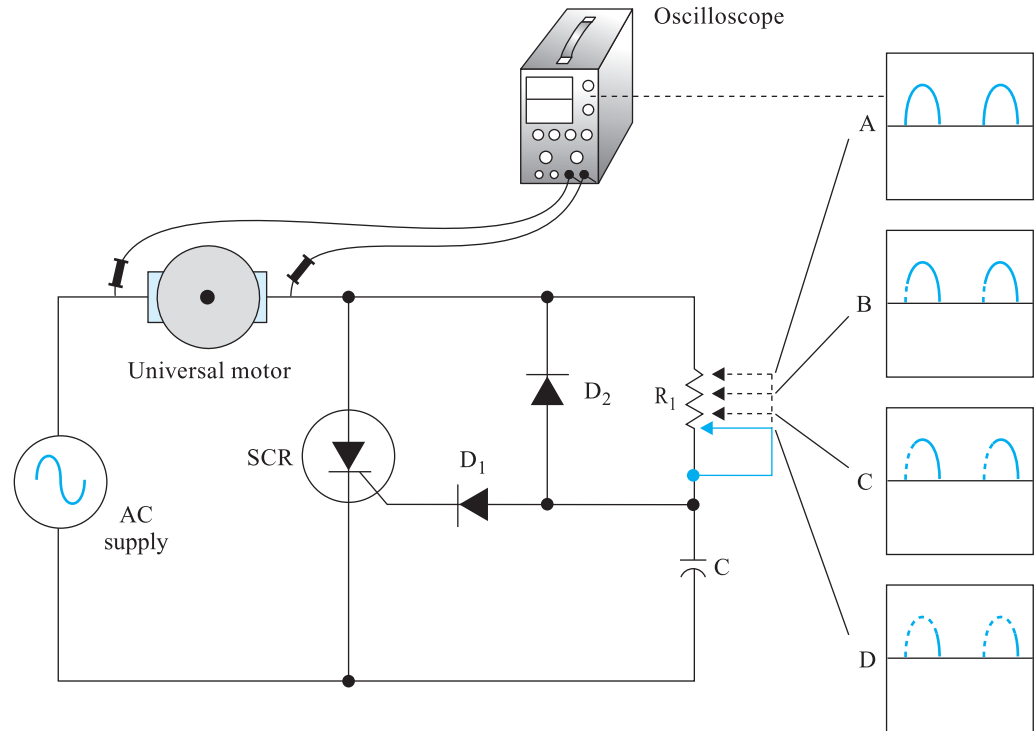 Oscilloscope
A
B
Universal motor
D₂
R₁
SCR
D₁
C
AC
supply
C
D